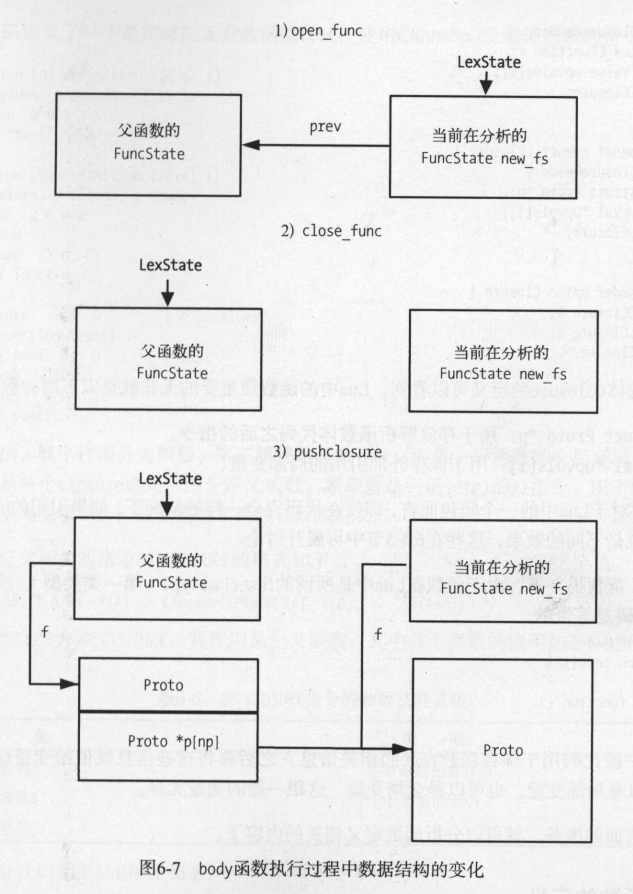 1) open_func
LexState
父函数的
FuncState
prev
当前在分析的
FuncState new_fs
2) close_func
LexState
父函数的
FuncState
当前在分析的
FuncState new_fs
3) pushclosure
LexState
父函数的
FuncState
当前在分析的
FuncState new_fs
f
f
Proto
Proto *p[np]
Proto
图6-7 body函数执行过程中数据结构的变化